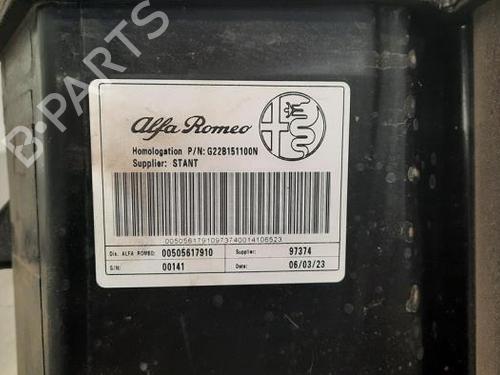 B-PARTS
Alfa Romeo
Homologation P/N: G22B151100N
Supplier: STANT
00505617910973740014106523
Dis. ALFA ROMEO: 00505617910 Supplier: 97374
S/N: 00141 Date: 06/03/23